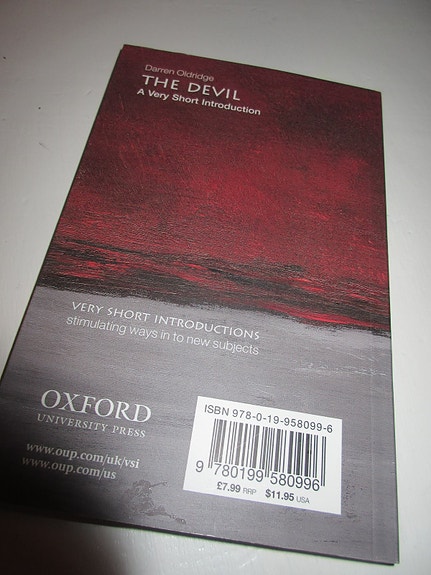 Darren Oldridge
THE DEVIL
A Very Short Introduction
VERY SHORT INTRODUCTIONS
stimulating ways in to new subjects
OXFORD
UNIVERSITY PRESS
www.oup.com/uk/vsi
www.oup.com/us
ISBN 978-0-19-958099-6
9 780199 580996
£7.99 RRP $11.95 USA